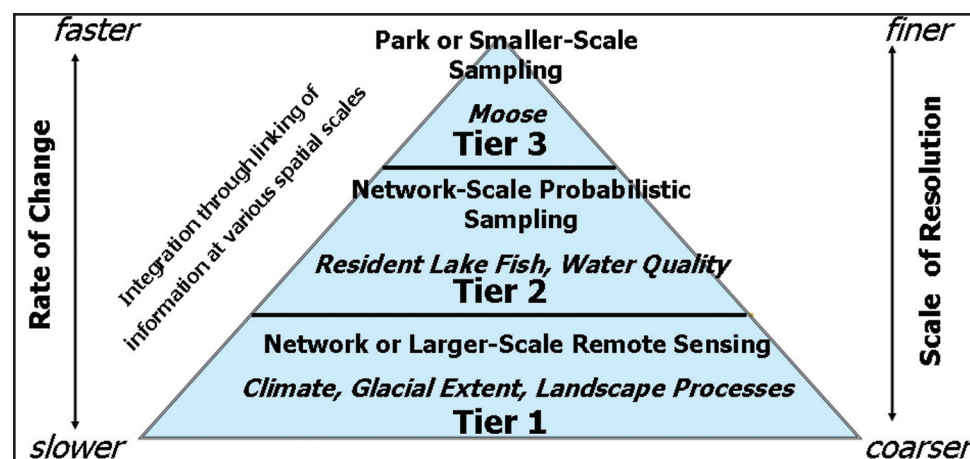 faster
finer
Park or Smaller-Scale
Sampling
Moose
Tier 3
Network-Scale Probabilistic
Sampling
Resident Lake Fish, Water Quality
Tier 2
Network or Larger-Scale Remote Sensing
Climate, Glacial Extent, Landscape Processes
Tier 1
Integration through linking of
information at various spatial scales
Rate of Change
Scale of Resolution
slower
coarser